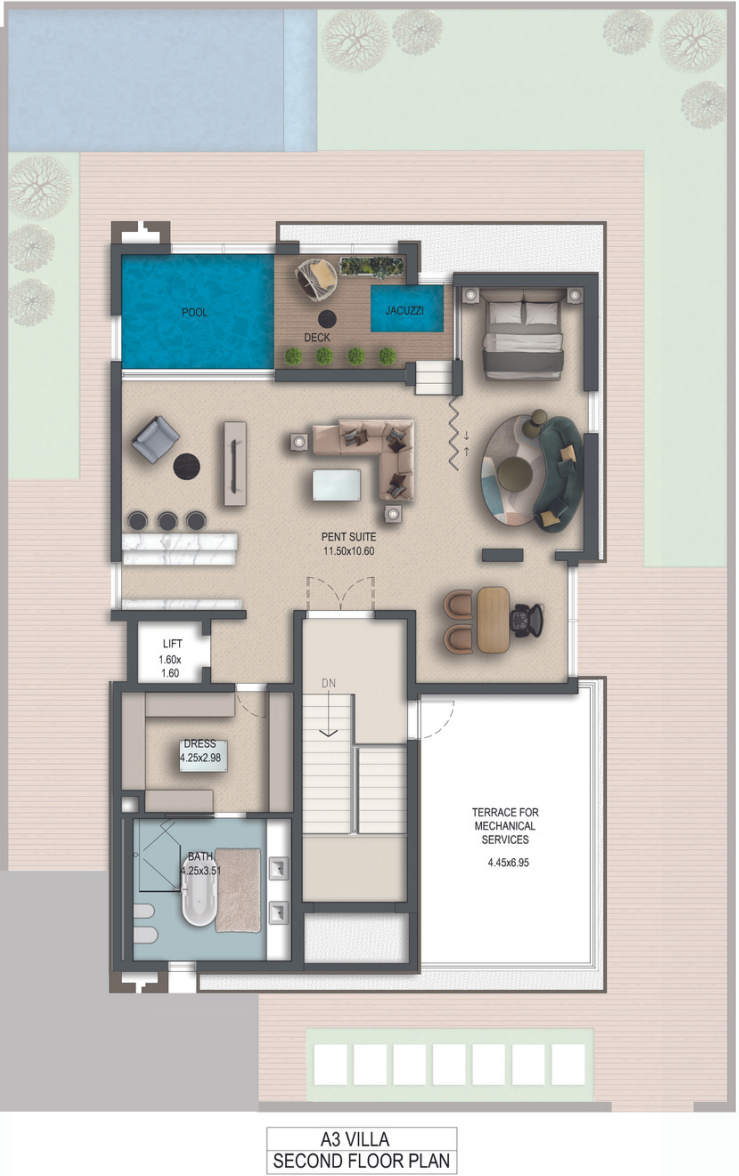 POOL
JACUZZI
DECK
PENT SUITE
11.50x10.60
LIFT
1.60x
1.60
DN
DRESS
4.25x2.98
TERRACE FOR
MECHANICAL
SERVICES
4.45x6.95
BATH
4.25x3.51
A3 VILLA
SECOND FLOOR PLAN